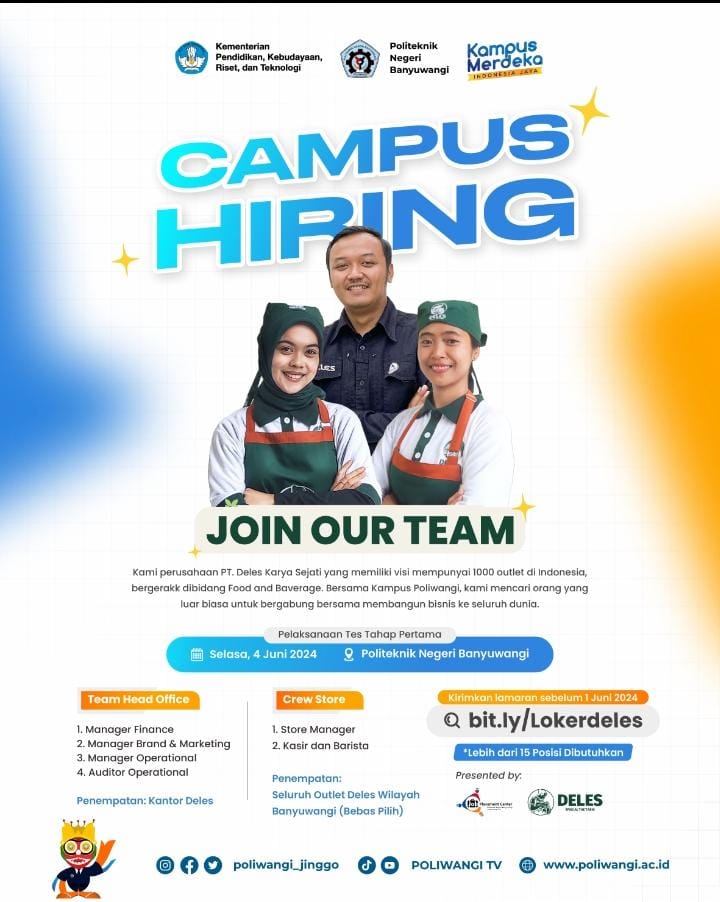 Kementerian
Pendidikan, Kebudayaan,
Riset, dan Teknologi
Politeknik
Negeri
Banyuwangi
Kampus
Merdeka
INDONESIA JAYA
CAMPUS
HIRING
JOIN OUR TEAM
Kami perusahaan PT. Deles Karya Sejati yang memiliki visi mempunyai 1000 outlet di Indonesia,
bergerakk dibidang Food and Baverage. Bersama Kampus Poliwangi, kami mencari orang yang
luar biasa untuk bergabung bersama membangun bisnis ke seluruh dunia.
Pelaksanaan Tes Tahap Pertama
Selasa, 4 Juni 2024
Politeknik Negeri Banyuwangi
Team Head Office
1. Manager Finance
2. Manager Brand & Marketing
3. Manager Operational
4. Auditor Operational
Penempatan: Kantor Deles
Crew Store
1. Store Manager
2. Kasir dan Barista
Penempatan:
Seluruh Outlet Deles Wilayah
Banyuwangi (Bebas Pilih)
Kirimkan lamaran sebelum 1 Juni 2024
bit.ly/Lokerdeles
*Lebih dari 15 Posisi Dibutuhkan
Presented by:
Placement Center
DELES
poliwangi_jinggo
POLIWANGI TV
www.poliwangi.ac.id